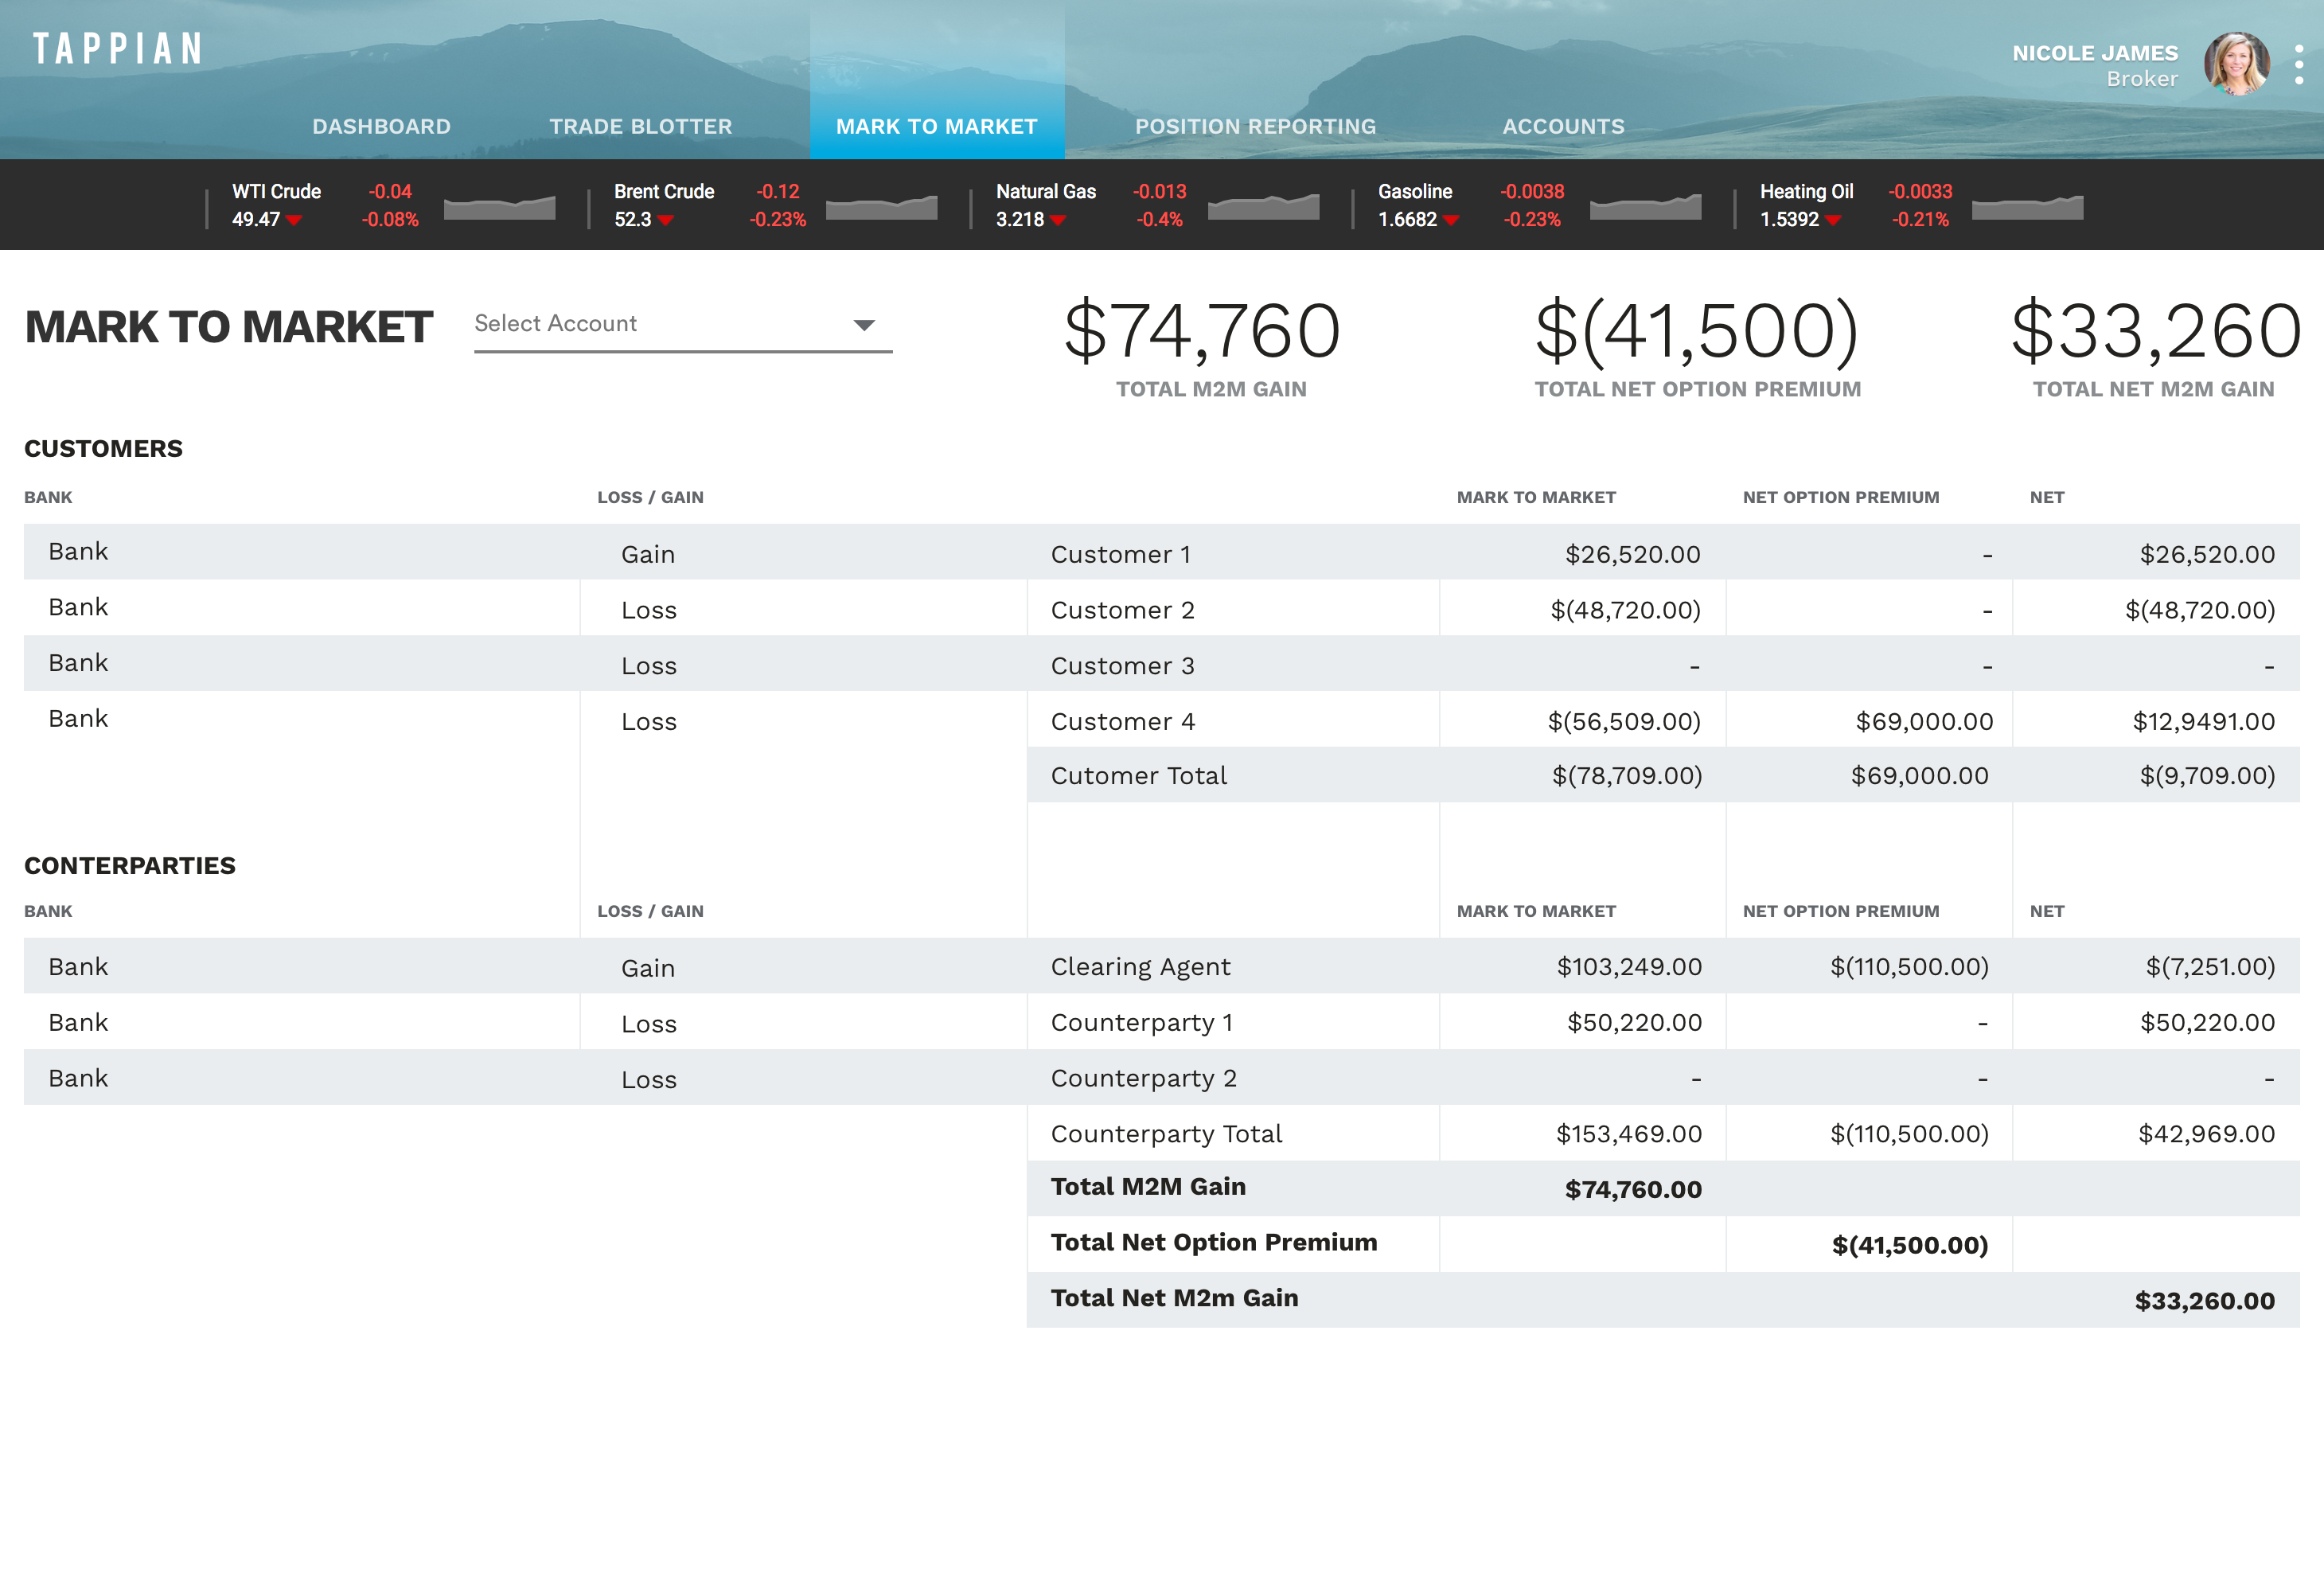 TAPPIAN
NICOLE JAMES
Broker
DASHBOARD TRADE BLOTTER MARK TO MARKET POSITION REPORTING ACCOUNTS
WTI Crude -0.04 Brent Crude -0.12 Natural Gas -0.013 Gasoline -0.0038 Heating Oil -0.0033
49.47 -0.08% 52.3 -0.23% 3.218 -0.4% 1.6682 -0.23% 1.5392 -0.21%
MARK TO MARKET Select Account $74,760 $(41,500) $33,260
TOTAL M2M GAIN TOTAL NET OPTION PREMIUM TOTAL NET M2M GAIN
CUSTOMERS
BANK LOSS / GAIN MARK TO MARKET NET OPTION PREMIUM NET
Bank Gain Customer 1 $26,520.00 - $26,520.00
Bank Loss Customer 2 $(48,720.00) - $(48,720.00)
Bank Loss Customer 3 - - -
Bank Loss Customer 4 $(56,509.00) $69,000.00 $12,9491.00
Cutomer Total $(78,709.00) $69,000.00 $(9,709.00)
CONTERPARTIES
BANK LOSS / GAIN MARK TO MARKET NET OPTION PREMIUM NET
Bank Gain Clearing Agent $103,249.00 $(110,500.00) $(7,251.00)
Bank Loss Counterparty 1 $50,220.00 - $50,220.00
Bank Loss Counterparty 2 - - -
Counterparty Total $153,469.00 $(110,500.00) $42,969.00
Total M2M Gain $74,760.00
Total Net Option Premium $(41,500.00)
Total Net M2m Gain $33,260.00